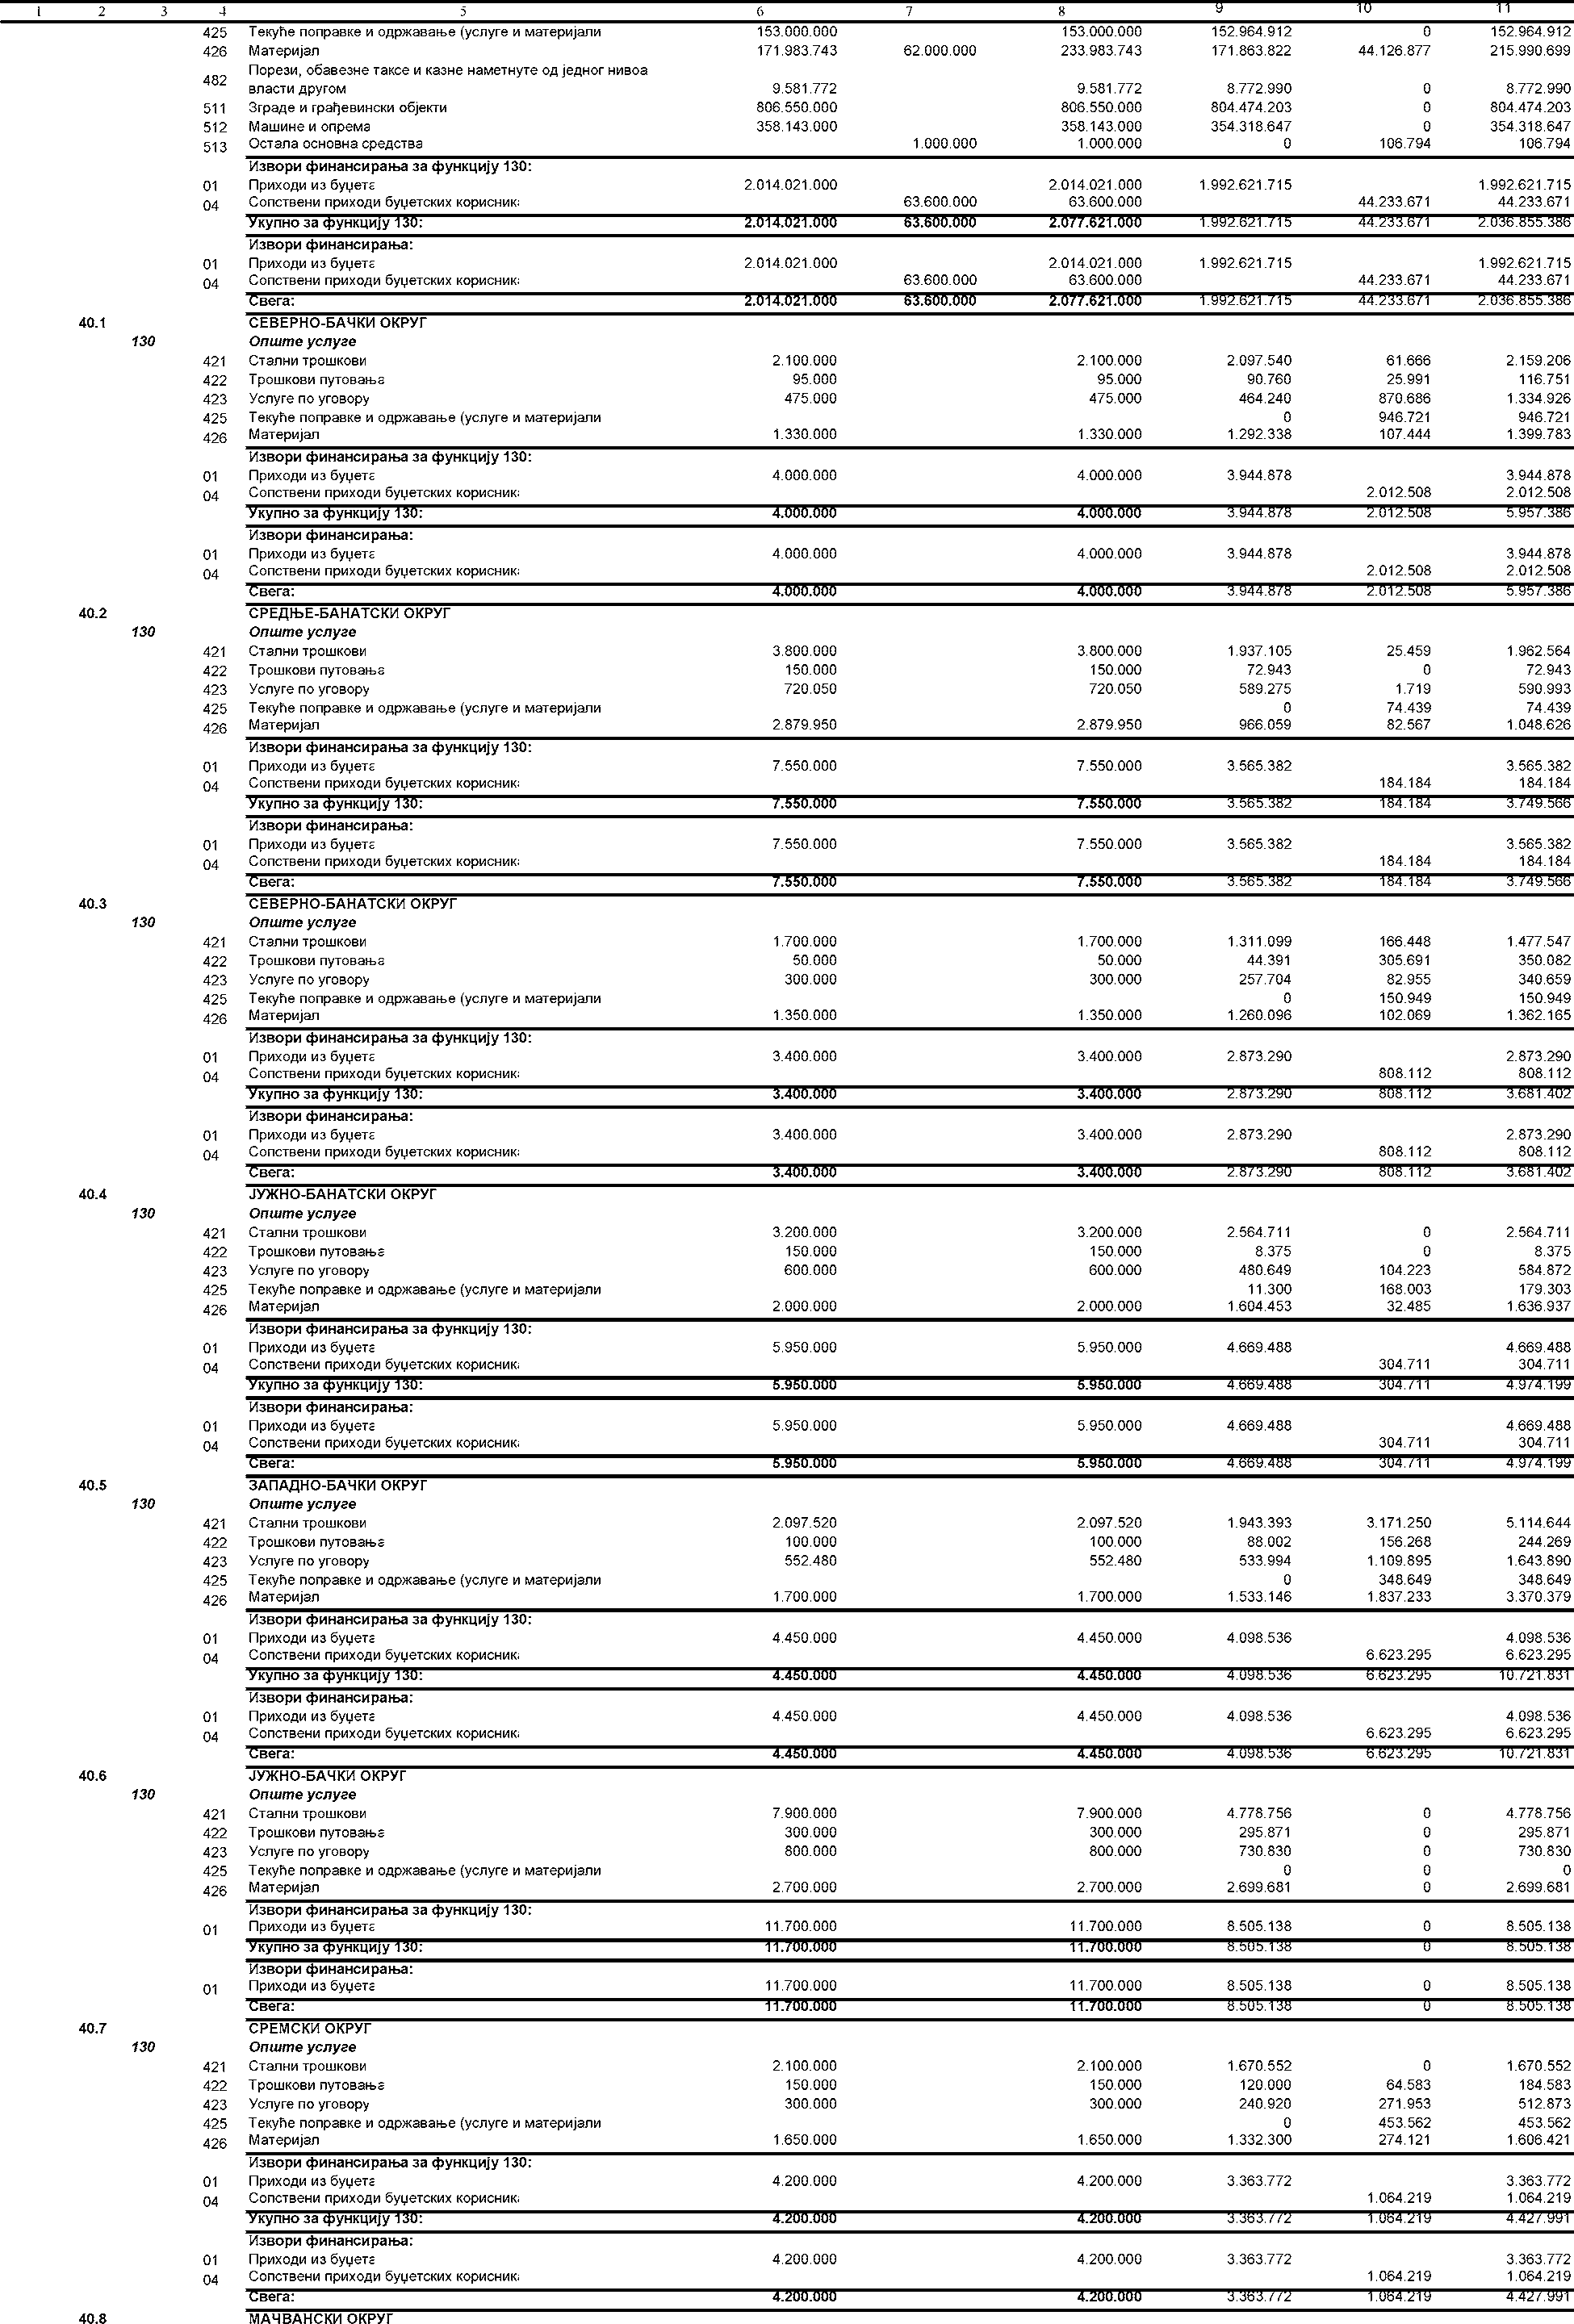 1 2 3 4 5 6 7 8 9 10 11
425 Текуће поправке и одржавање (услуге и материјали 153.000.000 153.000.000 152.964.912 0 152.964.912
426 Материјал 171.983.743 62.000.000 233.983.743 171.863.822 44.126.877 215.990.699
Порези, обавезне таксе и казне наметнуте од једног нивоа
482 власти другом 9.581.772 9.581.772 8.772.990 0 8.772.990
511 Зграде и грађевински објекти 806.550.000 806.550.000 804.474.203 0 804.474.203
512 Машине и опрема 358.143.000 358.143.000 354.318.647 0 354.318.647
513 Остала основна средства 1.000.000 1.000.000 0 106.794 106.794
Извори финансирања за функцију 130:
01 Приходи из буџета 2.014.021.000 2.014.021.000 1.992.621.715 1.992.621.715
04 Сопствени приходи буџетских корисник 63.600.000 63.600.000 44.233.671 44.233.671
Укупно за функцију 130: 2.014.021.000 63.600.000 2.077.621.000 1.992.621.715 44.233.671 2.036.855.386
Извори финансирања:
01 Приходи из буџета 2.014.021.000 2.014.021.000 1.992.621.715 1.992.621.715
04 Сопствени приходи буџетских корисник 63.600.000 63.600.000 44.233.671 44.233.671
Свега: 2.014.021.000 63.600.000 2.077.621.000 1.992.621.715 44.233.671 2.036.855.386
40.1 СЕВЕРНО-БАЧКИ ОКРУГ
130 Опште услуге
421 Стални трошкови 2.100.000 2.100.000 2.097.540 61.666 2.159.206
422 Трошкови путовања 95.000 95.000 90.760 25.991 116.751
423 Услуге по уговору 475.000 475.000 464.240 870.686 1.334.926
425 Текуће поправке и одржавање (услуге и материјали 0 946.721 946.721
426 Материјал 1.330.000 1.330.000 1.292.338 107.444 1.399.783
Извори финансирања за функцију 130:
01 Приходи из буџета 4.000.000 4.000.000 3.944.878 3.944.878
04 Сопствени приходи буџетских корисник 2.012.508 2.012.508
Укупно за функцију 130: 4.000.000 4.000.000 3.944.878 2.012.508 5.957.386
Извори финансирања:
01 Приходи из буџета 4.000.000 4.000.000 3.944.878 3.944.878
04 Сопствени приходи буџетских корисник 2.012.508 2.012.508
Свега: 4.000.000 4.000.000 3.944.878 2.012.508 5.957.386
40.2 СРЕДЊЕ-БАНАТСКИ ОКРУГ
130 Опште услуге
421 Стални трошкови 3.800.000 3.800.000 1.937.105 25.459 1.962.564
422 Трошкови путовања 150.000 150.000 72.943 0 72.943
423 Услуге по уговору 720.050 720.050 589.275 1.719 590.993
425 Текуће поправке и одржавање (услуге и материјали 0 74.439 74.439
426 Материјал 2.879.950 2.879.950 966.059 82.567 1.048.626
Извори финансирања за функцију 130:
01 Приходи из буџета 7.550.000 7.550.000 3.565.382 3.565.382
04 Сопствени приходи буџетских корисник 184.184 184.184
Укупно за функцију 130: 7.550.000 7.550.000 3.565.382 184.184 3.749.566
Извори финансирања:
01 Приходи из буџета 7.550.000 7.550.000 3.565.382 3.565.382
04 Сопствени приходи буџетских корисник 184.184 184.184
Свега: 7.550.000 7.550.000 3.565.382 184.184 3.749.566
40.3 СЕВЕРНО-БАНАТСКИ ОКРУГ
130 Опште услуге
421 Стални трошкови 1.700.000 1.700.000 1.311.099 166.448 1.477.547
422 Трошкови путовања 50.000 50.000 44.391 305.691 350.082
423 Услуге по уговору 300.000 300.000 257.704 82.955 340.659
425 Текуће поправке и одржавање (услуге и материјали 0 150.949 150.949
426 Материјал 1.350.000 1.350.000 1.260.096 102.069 1.362.165
Извори финансирања за функцију 130:
01 Приходи из буџета 3.400.000 3.400.000 2.873.290 2.873.290
04 Сопствени приходи буџетских корисник 808.112 808.112
Укупно за функцију 130: 3.400.000 3.400.000 2.873.290 808.112 3.681.402
Извори финансирања:
01 Приходи из буџета 3.400.000 3.400.000 2.873.290 2.873.290
04 Сопствени приходи буџетских корисник 808.112 808.112
Свега: 3.400.000 3.400.000 2.873.290 808.112 3.681.402
40.4 ЈУЖНО-БАНАТСКИ ОКРУГ
130 Опште услуге
421 Стални трошкови 3.200.000 3.200.000 2.564.711 0 2.564.711
422 Трошкови путовања 150.000 150.000 8.375 0 8.375
423 Услуге по уговору 600.000 600.000 480.649 104.223 584.872
425 Текуће поправке и одржавање (услуге и материјали 11.300 168.003 179.303
426 Материјал 2.000.000 2.000.000 1.604.453 32.485 1.636.937
Извори финансирања за функцију 130:
01 Приходи из буџета 5.950.000 5.950.000 4.669.488 4.669.488
04 Сопствени приходи буџетских корисник 304.711 304.711
Укупно за функцију 130: 5.950.000 5.950.000 4.669.488 304.711 4.974.199
Извори финансирања:
01 Приходи из буџета 5.950.000 5.950.000 4.669.488 4.669.488
04 Сопствени приходи буџетских корисник 304.711 304.711
Свега: 5.950.000 5.950.000 4.669.488 304.711 4.974.199
40.5 ЗАПАДНО-БАЧКИ ОКРУГ
130 Опште услуге
421 Стални трошкови 2.097.520 2.097.520 1.943.393 3.171.250 5.114.644
422 Трошкови путовања 100.000 100.000 88.002 156.268 244.269
423 Услуге по уговору 552.480 552.480 533.994 1.109.895 1.643.890
425 Текуће поправке и одржавање (услуге и материјали 0 348.649 348.649
426 Материјал 1.700.000 1.700.000 1.533.146 1.837.233 3.370.379
Извори финансирања за функцију 130:
01 Приходи из буџета 4.450.000 4.450.000 4.098.536 4.098.536
04 Сопствени приходи буџетских корисник 6.623.295 6.623.295
Укупно за функцију 130: 4.450.000 4.450.000 4.098.536 6.623.295 10.721.831
Извори финансирања:
01 Приходи из буџета 4.450.000 4.450.000 4.098.536 4.098.536
04 Сопствени приходи буџетских корисник 6.623.295 6.623.295
Свега: 4.450.000 4.450.000 4.098.536 6.623.295 10.721.831
40.6 ЈУЖНО-БАЧКИ ОКРУГ
130 Опште услуге
421 Стални трошкови 7.900.000 7.900.000 4.778.756 0 4.778.756
422 Трошкови путовања 300.000 300.000 295.871 0 295.871
423 Услуге по уговору 800.000 800.000 730.830 0 730.830
425 Текуће поправке и одржавање (услуге и материјали 0 0 0
426 Материјал 2.700.000 2.700.000 2.699.681 0 2.699.681
Извори финансирања за функцију 130:
01 Приходи из буџета 11.700.000 11.700.000 8.505.138 0 8.505.138
Укупно за функцију 130: 11.700.000 11.700.000 8.505.138 0 8.505.138
Извори финансирања:
01 Приходи из буџета 11.700.000 11.700.000 8.505.138 0 8.505.138
Свега: 11.700.000 11.700.000 8.505.138 0 8.505.138
40.7 СРЕМСКИ ОКРУГ
130 Опште услуге
421 Стални трошкови 2.100.000 2.100.000 1.670.552 0 1.670.552
422 Трошкови путовања 150.000 150.000 120.000 64.583 184.583
423 Услуге по уговору 300.000 300.000 240.920 271.953 512.873
425 Текуће поправке и одржавање (услуге и материјали 0 453.562 453.562
426 Материјал 1.650.000 1.650.000 1.332.300 274.121 1.606.421
Извори финансирања за функцију 130:
01 Приходи из буџета 4.200.000 4.200.000 3.363.772 3.363.772
04 Сопствени приходи буџетских корисник 1.064.219 1.064.219
Укупно за функцију 130: 4.200.000 4.200.000 3.363.772 1.064.219 4.427.991
Извори финансирања:
01 Приходи из буџета 4.200.000 4.200.000 3.363.772 3.363.772
04 Сопствени приходи буџетских корисник 1.064.219 1.064.219
Свега: 4.200.000 4.200.000 3.363.772 1.064.219 4.427.991
40.8 МАЧВАНСКИ ОКРУГ